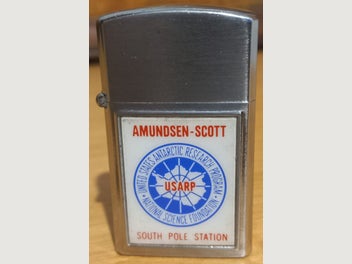 AMUNDSEN-SCOTT
UNITED STATES ANTARCTIC RESEARCH PROGRAM
USARP
NATIONAL SCIENCE FOUNDATION
SOUTH POLE STATION